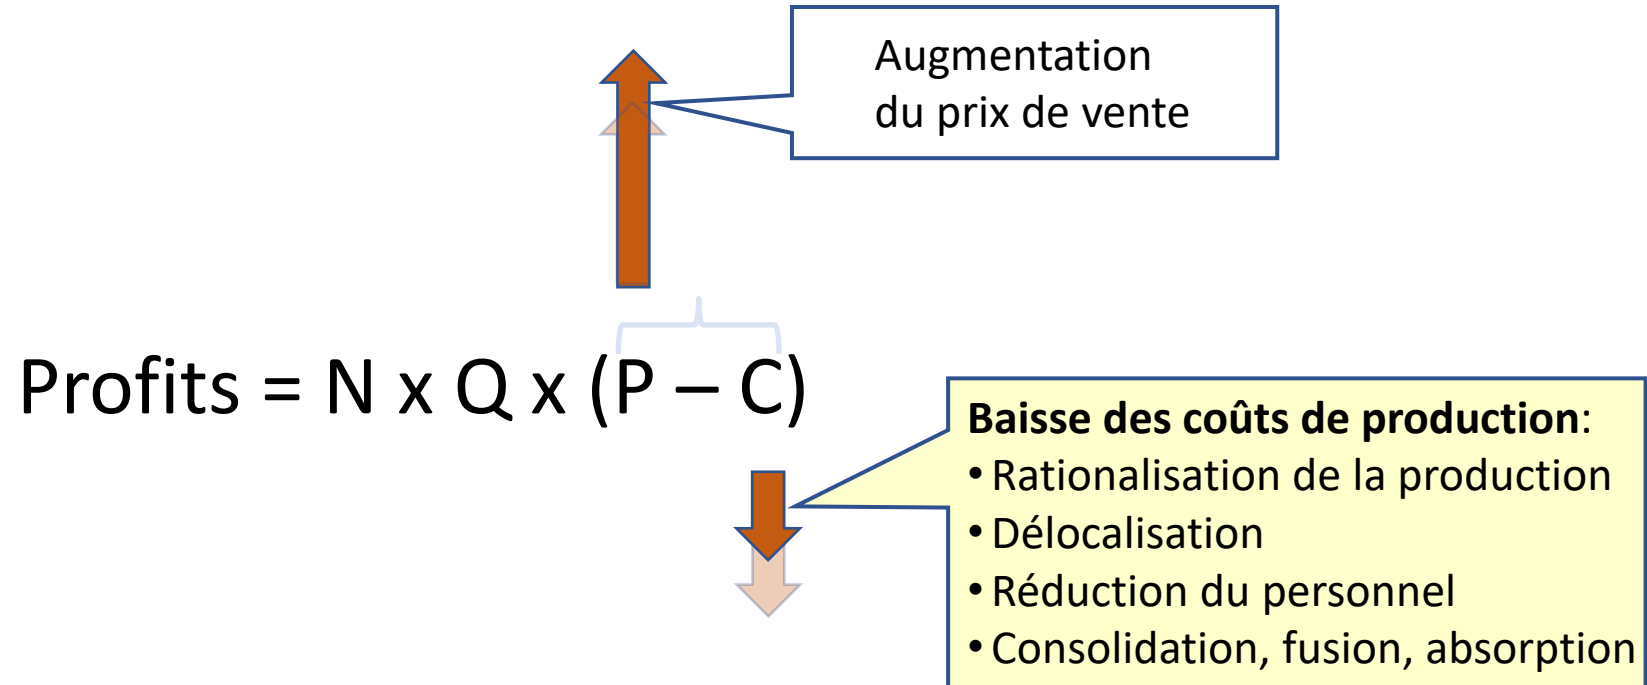 Augmentation
du prix de vente
Profits = N x Q x (P – C)
Baisse des coûts de production:
• Rationalisation de la production
• Délocalisation
• Réduction du personnel
• Consolidation, fusion, absorption